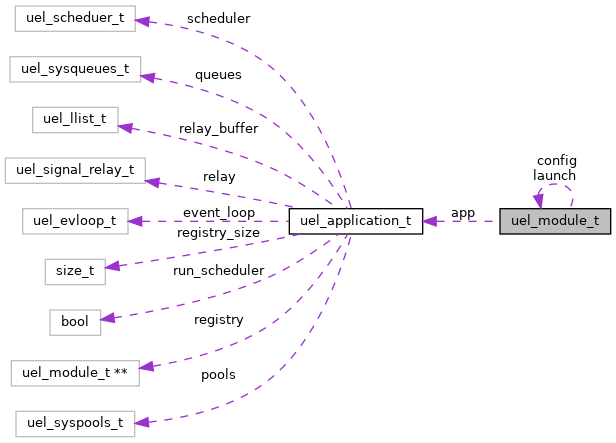 uel_scheduer_t
scheduler
uel_sysqueues_t
queues
uel_llist_t
relay_buffer
config
launch
uel_signal_relay_t
relay
uel_evloop_t
event_loop
uel_application_t
app
uel_module_t
registry_size
size_t
run_scheduler
bool
registry
uel_module_t **
pools
uel_syspools_t